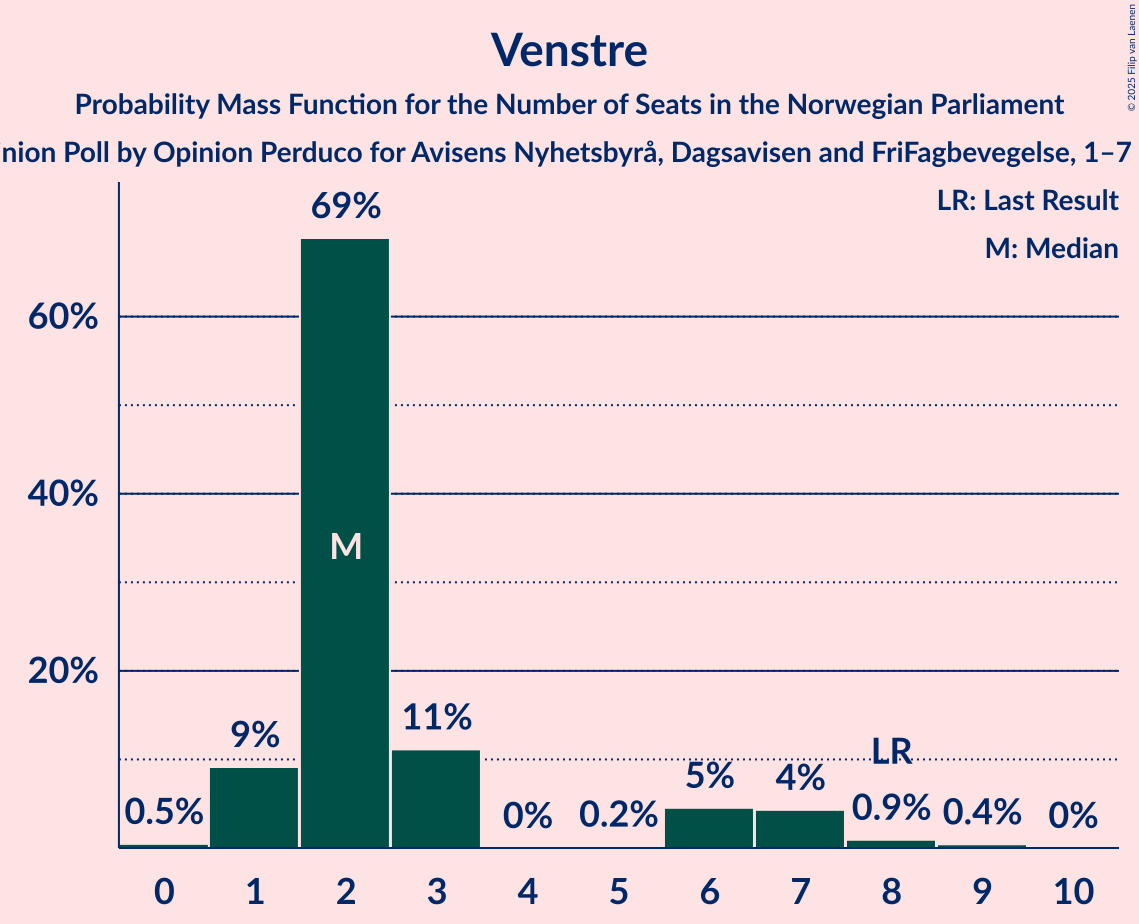 Venstre
Probability Mass Function for the Number of Seats in the Norwegian Parliament
Poll by Opinion Perduco for Avisens Nyhetsbyrå, Dagsavisen and FriFagbevegelse, 1–7
© 2025 Filip van Laenen
LR: Last Result
M: Median
69%
60%
40%
M
20%
11%
9%
LR
5%
4%
0.5%
0%
0.2%
0.9%
0.4%
0%
0 1 2 3 4 5 6 7 8 9 10